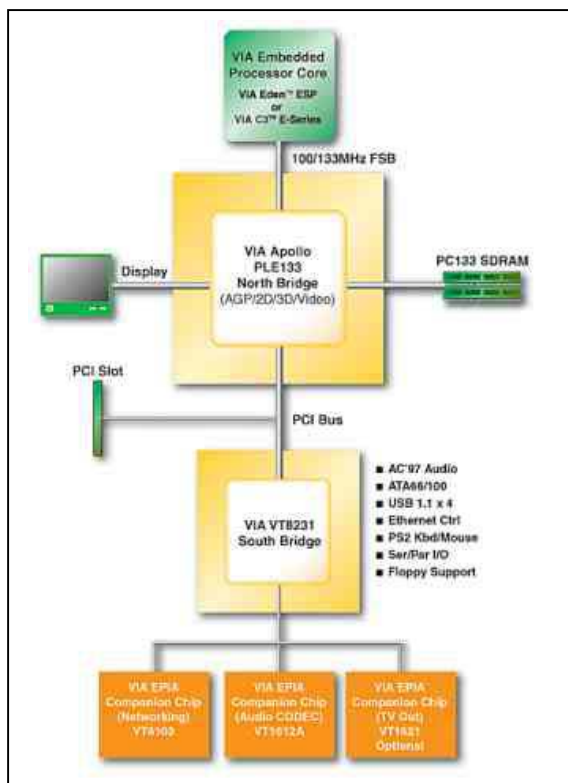 VIA Embedded
Processor Core
VIA Eden™ ESP
or
VIA C3™ E-Series
100/133MHz FSB
VIA Apollo
PLE133
North Bridge
(AGP/2D/3D/Video)
Display
PC133 SDRAM
PCI Slot
PCI Bus
VIA VT8231
South Bridge
■ AC'97 Audio
■ ATA66/100
■ USB 1.1 x 4
■ Ethernet Ctrl
■ PS2 Kbd/Mouse
■ Ser/Par I/O
■ Floppy Support
VIA EPIA
Companion Chip
(Networking)
VT6103
VIA EPIA
Companion Chip
(Audio CODEC)
VT1612A
VIA EPIA
Companion Chip
(TV Out)
VT1621
Optional